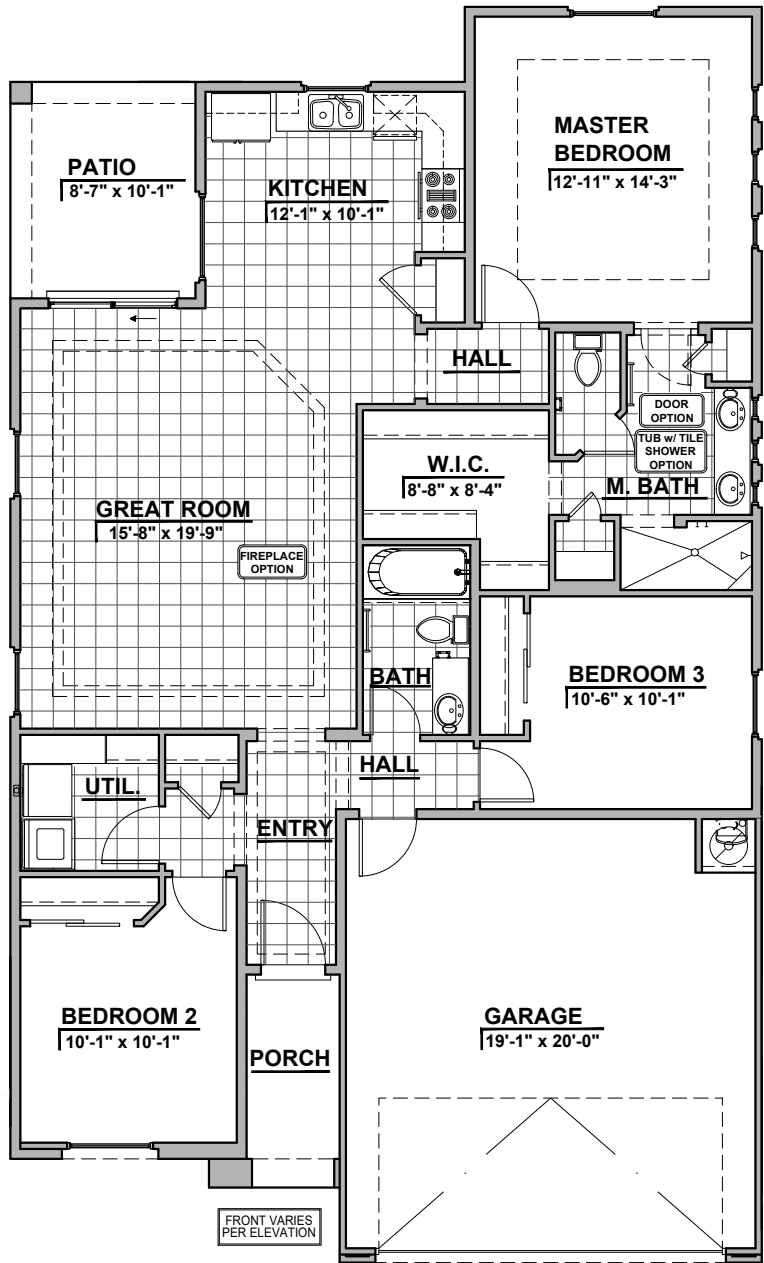 MASTER
BEDROOM
12'-11" x 14'-3"
PATIO
8'-7" x 10'-1"
KITCHEN
12'-1" x 10'-1"
HALL
DOOR
OPTION
TUB w/ TILE
SHOWER
OPTION
W.I.C.
8'-8" x 8'-4"
M. BATH
GREAT ROOM
15'-8" x 19'-9"
FIREPLACE
OPTION
BATH
BEDROOM 3
10'-6" x 10'-1"
HALL
UTIL.
ENTRY
BEDROOM 2
10'-1" x 10'-1"
PORCH
GARAGE
19'-1" x 20'-0"
FRONT VARIES
PER ELEVATION